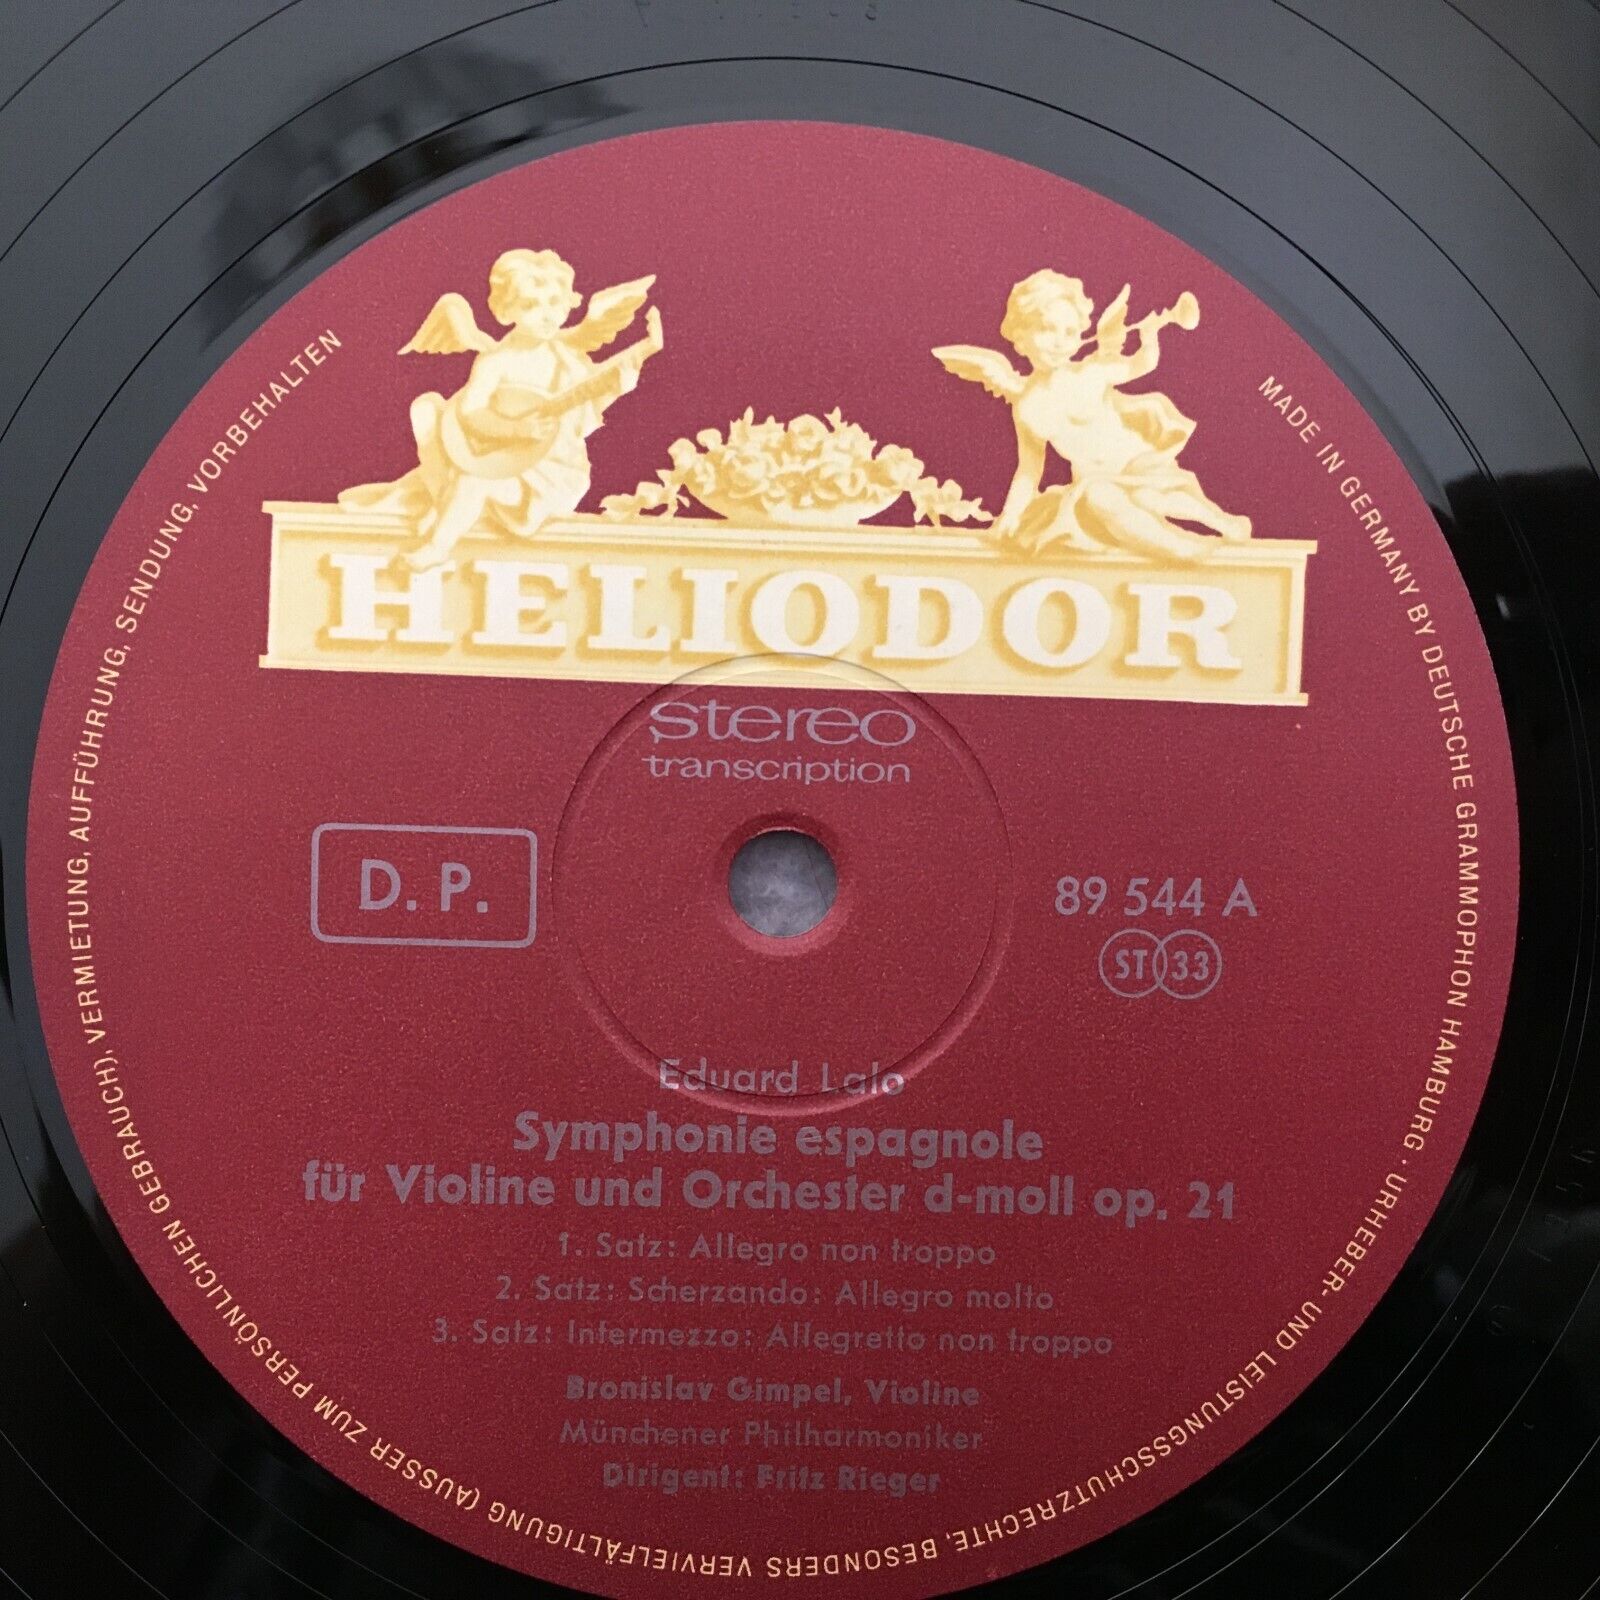 HELIODOR
stereo
transcription
D. P.
89 544 A
ST 33
Eduard Lalo
Symphonie espagnole
für Violine und Orchester d-moll op. 21
1. Satz: Allegro non troppo
2. Satz: Scherzando: Allegro molto
3. Satz: Intermezzo: Allegretto non troppo
Bronislav Gimpel, Violine
Münchener Philharmoniker
Dirigent: Fritz Rieger
MADE IN GERMANY BY DEUTSCHE GRAMMOPHON HAMBURG · URHEBER- UND LEISTUNGSSCHUTZRECHTE, BESONDERS VERVIELFÄLTIGUNG (AUSSER ZUM PERSÖNLICHEN GEBRAUCH), VERMIETUNG, AUFFÜHRUNG, SENDUNG, VORBEHALTEN